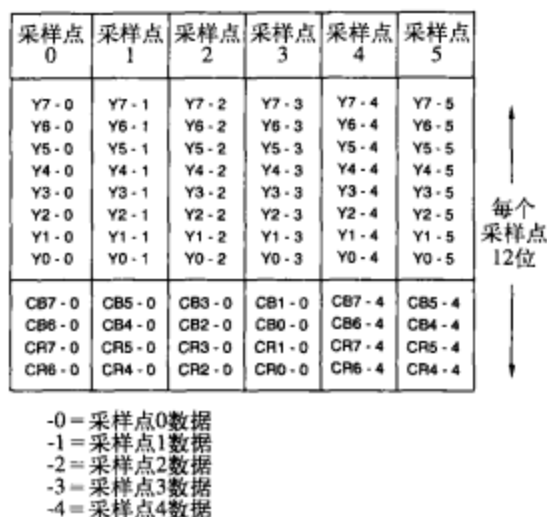 采样点 采样点 采样点 采样点 采样点 采样点
0 1 2 3 4 5
Y7 - 0 Y7 - 1 Y7 - 2 Y7 - 3 Y7 - 4 Y7 - 5
Y6 - 0 Y6 - 1 Y6 - 2 Y6 - 3 Y6 - 4 Y6 - 5
Y5 - 0 Y5 - 1 Y5 - 2 Y5 - 3 Y5 - 4 Y5 - 5
Y4 - 0 Y4 - 1 Y4 - 2 Y4 - 3 Y4 - 4 Y4 - 5
Y3 - 0 Y3 - 1 Y3 - 2 Y3 - 3 Y3 - 4 Y3 - 5
Y2 - 0 Y2 - 1 Y2 - 2 Y2 - 3 Y2 - 4 Y2 - 5
Y1 - 0 Y1 - 1 Y1 - 2 Y1 - 3 Y1 - 4 Y1 - 5
Y0 - 0 Y0 - 1 Y0 - 2 Y0 - 3 Y0 - 4 Y0 - 5
每个
采样点
12位
CB7 - 0 CB5 - 0 CB3 - 0 CB1 - 0 CB7 - 4 CB5 - 4
CB6 - 0 CB4 - 0 CB2 - 0 CB0 - 0 CB6 - 4 CB4 - 4
CR7 - 0 CR5 - 0 CR3 - 0 CR1 - 0 CR7 - 4 CR5 - 4
CR6 - 0 CR4 - 0 CR2 - 0 CR0 - 0 CR6 - 4 CR4 - 4
-0 = 采样点0数据
-1 = 采样点1数据
-2 = 采样点2数据
-3 = 采样点3数据
-4 = 采样点4数据